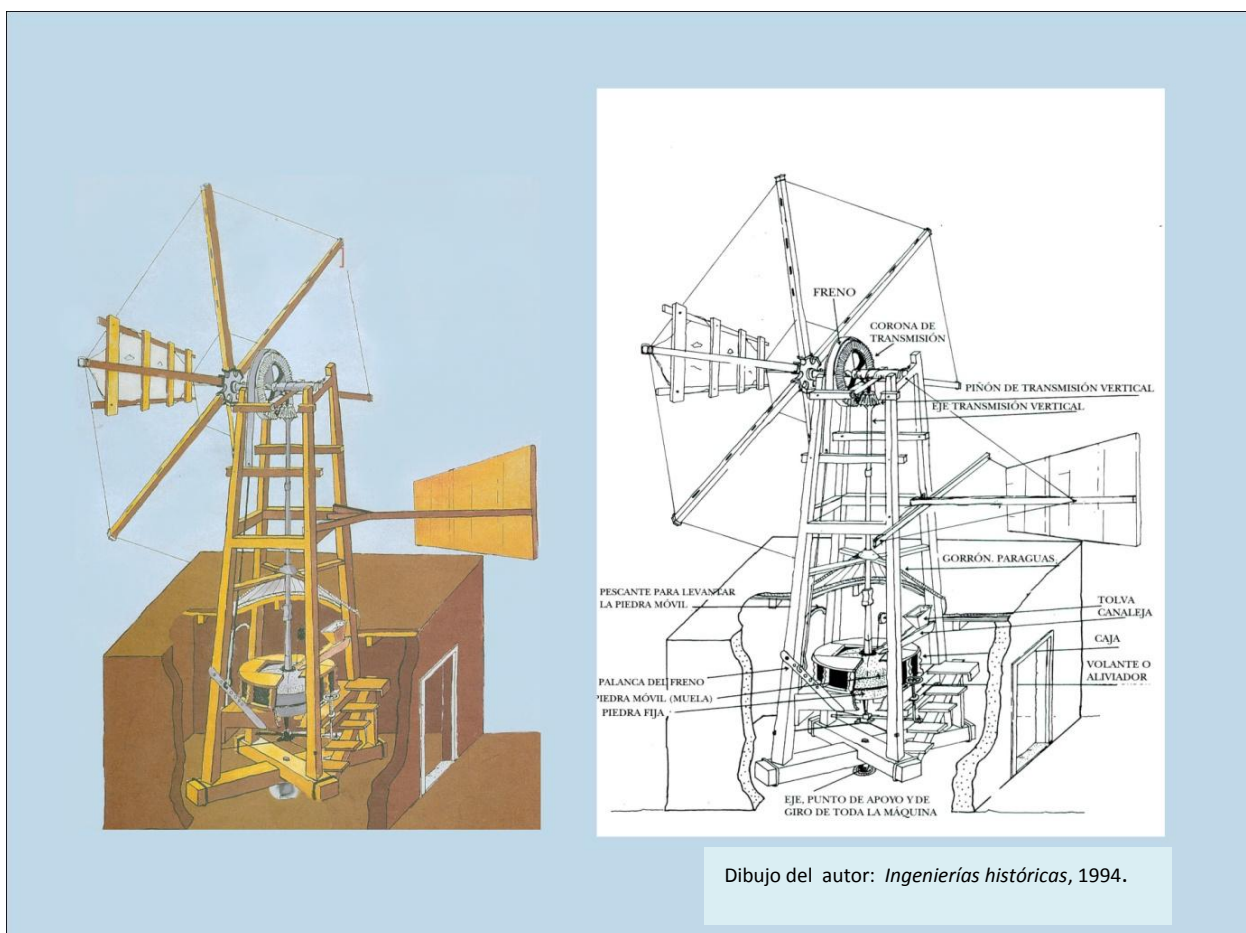 FRENO
CORONA DE
TRANSMISIÓN
PIÑÓN DE TRANSMISIÓN VERTICAL
EJE TRANSMISIÓN VERTICAL
GORRÓN. PARAGUAS
PESCANTE PARA LEVANTAR
LA PIEDRA MÓVIL
TOLVA
CANALEJA
CAJA
VOLANTE O
ALIVIADOR
PALANCA DEL FRENO
PIEDRA MÓVIL (MUELA)
PIEDRA FIJA
EJE, PUNTO DE APOYO Y DE
GIRO DE TODA LA MÁQUINA
Dibujo del autor: Ingenierías históricas, 1994.